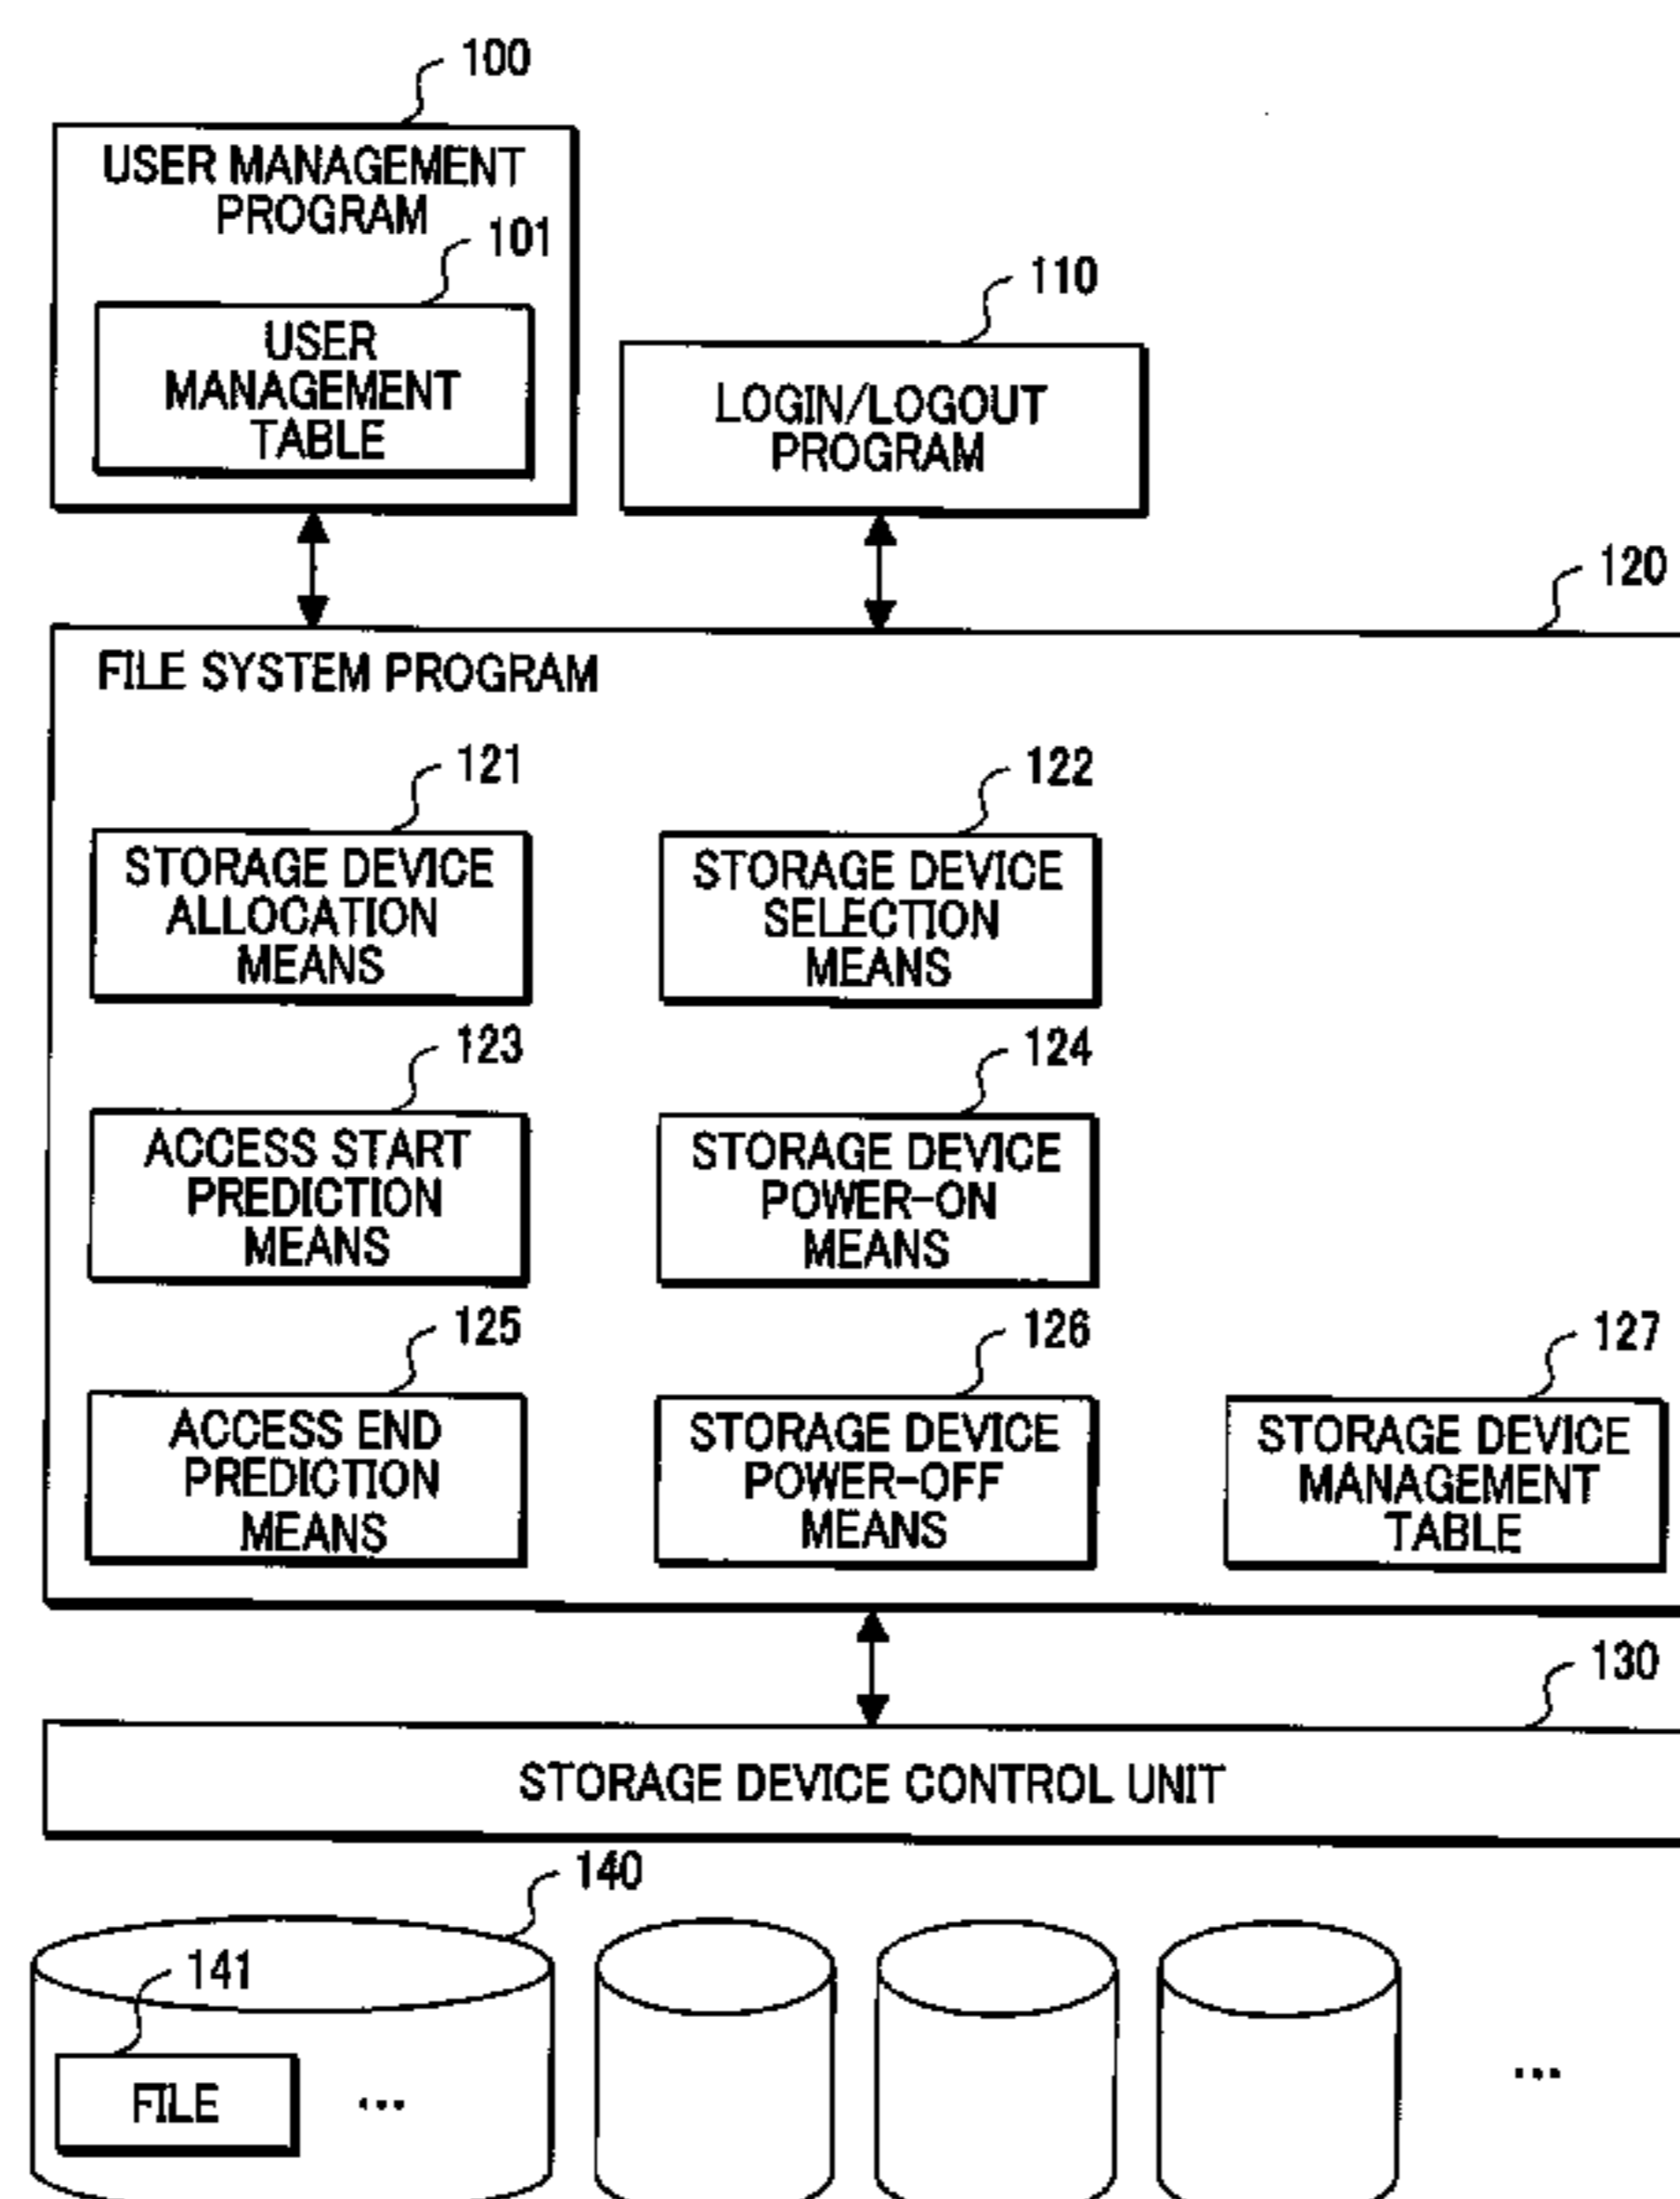 100
USER MANAGEMENT
PROGRAM
101
USER
MANAGEMENT
TABLE
110
LOGIN/LOGOUT
PROGRAM
120
FILE SYSTEM PROGRAM
121
STORAGE DEVICE
ALLOCATION
MEANS
122
STORAGE DEVICE
SELECTION
MEANS
123
ACCESS START
PREDICTION
MEANS
124
STORAGE DEVICE
POWER-ON
MEANS
125
ACCESS END
PREDICTION
MEANS
126
STORAGE DEVICE
POWER-OFF
MEANS
127
STORAGE DEVICE
MANAGEMENT
TABLE
130
STORAGE DEVICE CONTROL UNIT
140
141
FILE
...
...